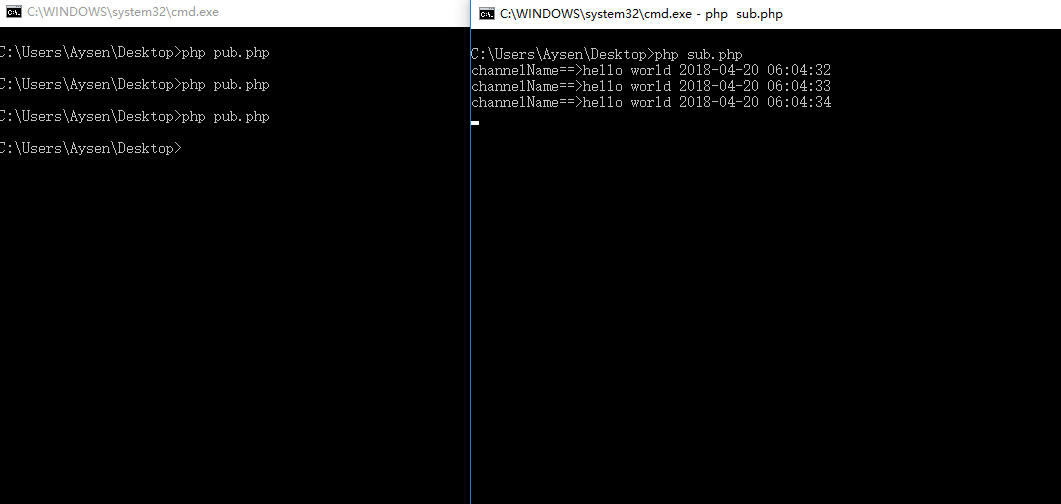 C:\WINDOWS\system32\cmd.exe
C:\Users\Aysen\Desktop>php pub.php
C:\Users\Aysen\Desktop>php pub.php
C:\Users\Aysen\Desktop>php pub.php
C:\Users\Aysen\Desktop>
C:\WINDOWS\system32\cmd.exe - php  sub.php
C:\Users\Aysen\Desktop>php sub.php
channelName==>hello world 2018-04-20 06:04:32
channelName==>hello world 2018-04-20 06:04:33
channelName==>hello world 2018-04-20 06:04:34